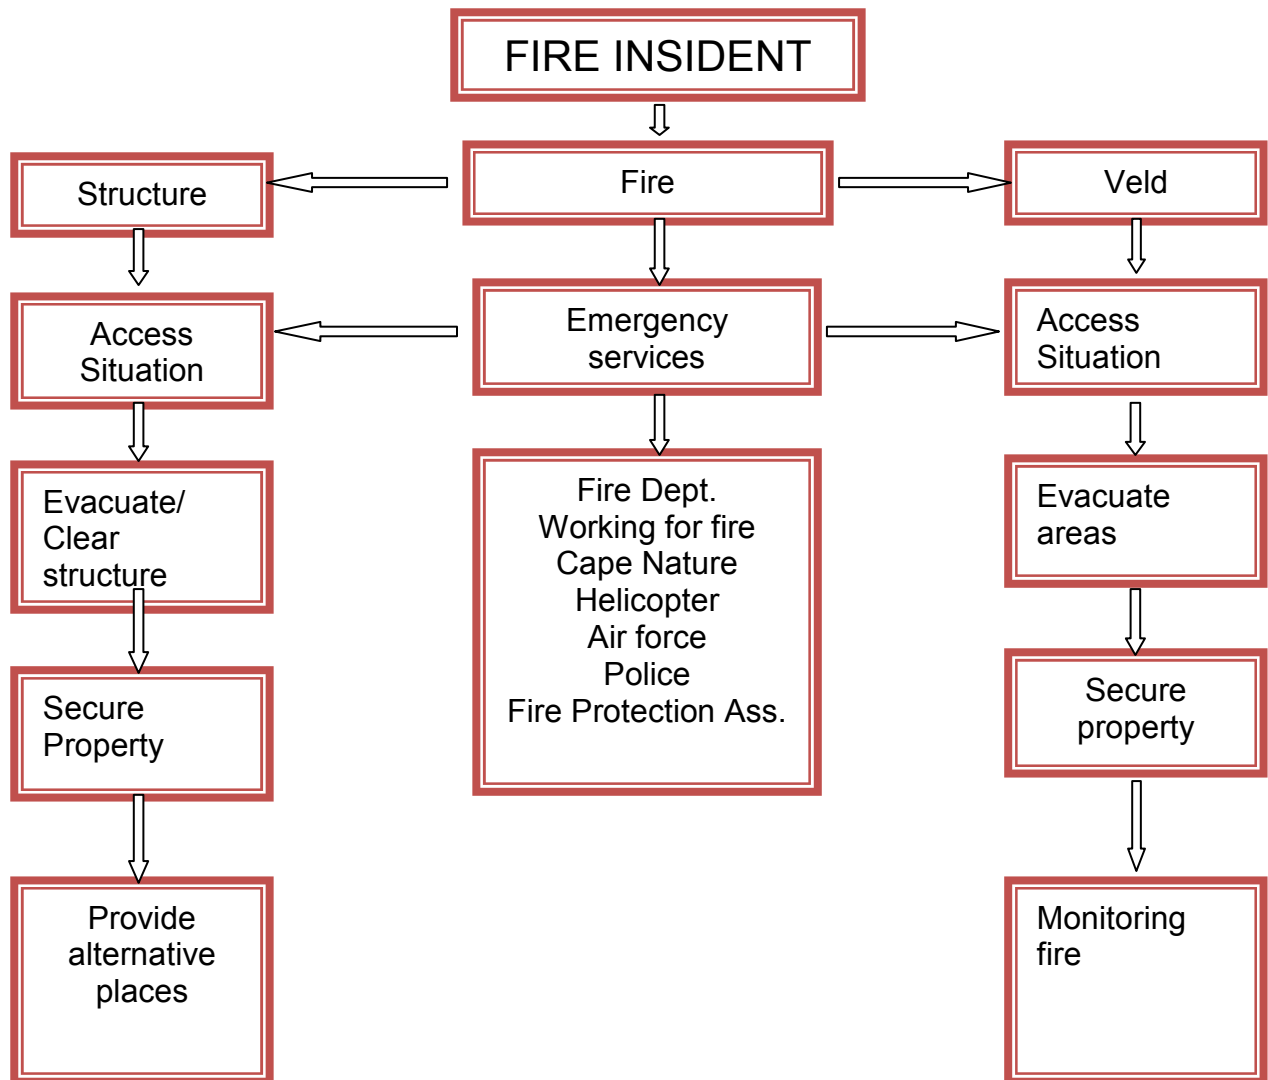 FIRE INSIDENT
Structure
Fire
Veld
Access
Situation
Emergency
services
Access
Situation
Evacuate/
Clear
structure
Fire Dept.
Working for fire
Cape Nature
Helicopter
Air force
Police
Fire Protection Ass.
Evacuate
areas
Secure
Property
Secure
property
Provide
alternative
places
Monitoring
fire